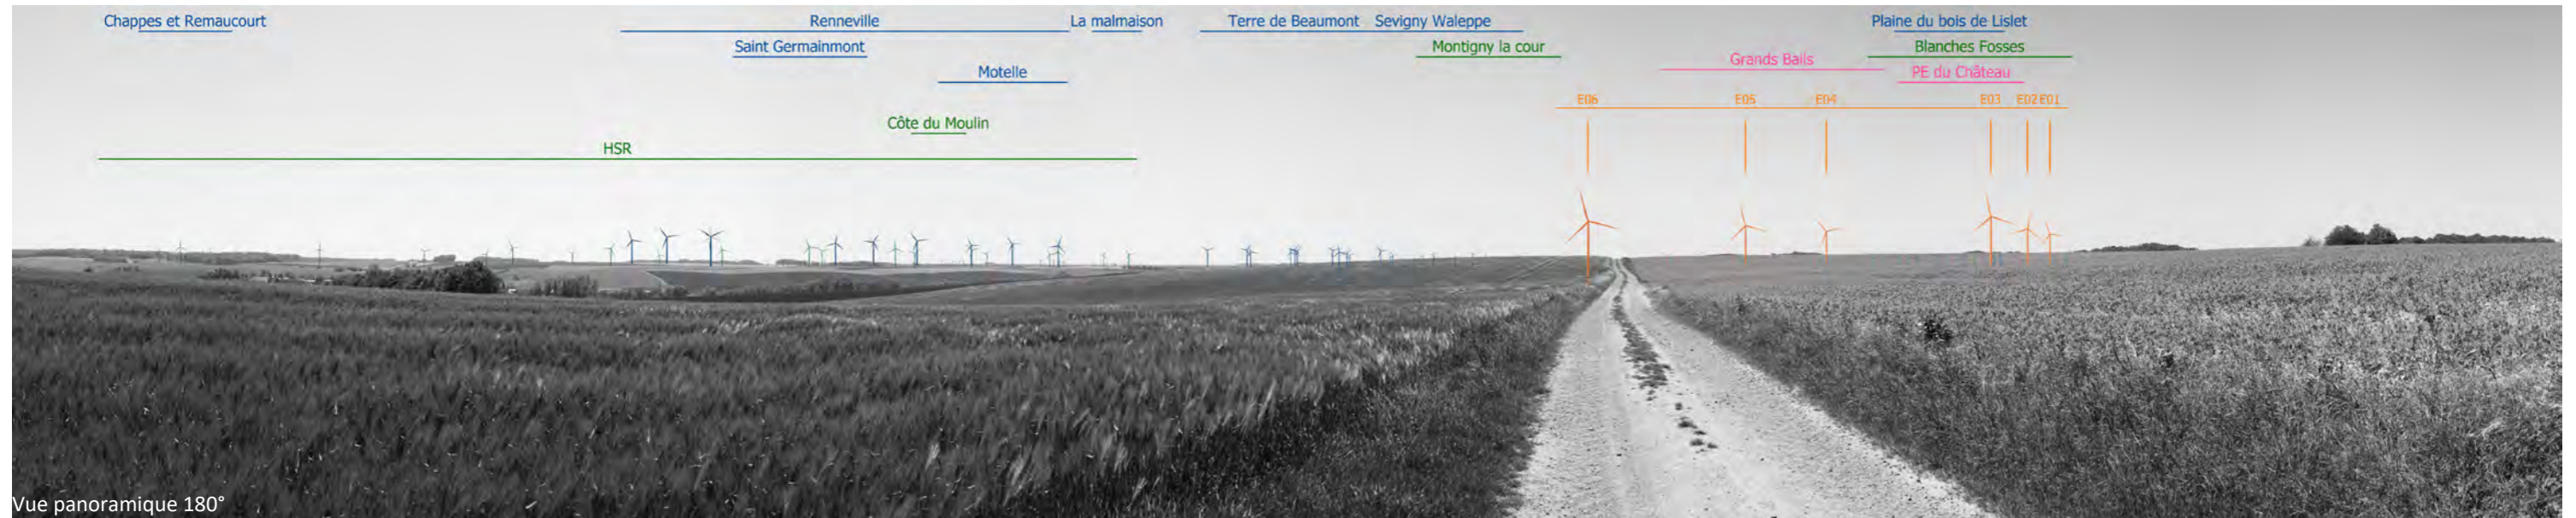 Chappes et Remaucourt
Renneville
La malmaison
Terre de Beaumont
Sevigny Waleppe
Plaine du bois de Lislet
Saint Germainmont
Montigny la cour
Blanches Fosses
Grands Bails
Motelle
PE du Château
E06
E05
E04
E03
E02
E01
Côte du Moulin
HSR
Vue panoramique 180°